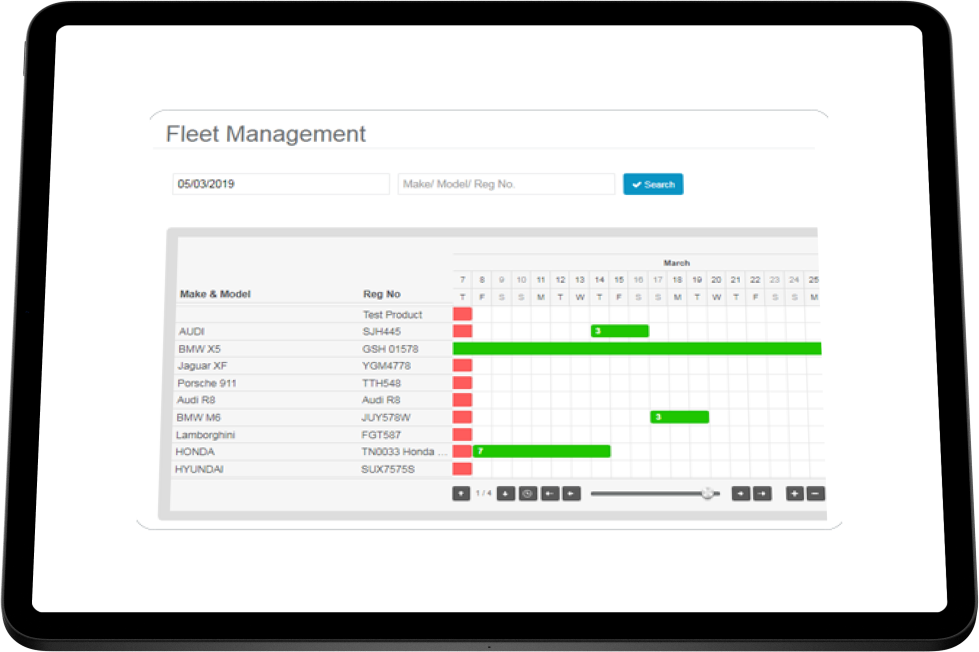 Fleet Management
05/03/2019 Make/ Model/ Reg No. Search
March
7 8 9 10 11 12 13 14 15 16 17 18 19 20 21 22 23 24 25
Make & Model Reg No T F S S M T W T F S S M T W T F S S M
Test Product
AUDI SJH445 3
BMW X5 GSH 01578
Jaguar XF YGM4778
Porsche 911 TTH548
Audi R8 Audi R8
BMW M6 JUY578W 3
Lamborghini FGT587
HONDA TN0033 Honda ... 7
HYUNDAI SUX7575S
1 / 4